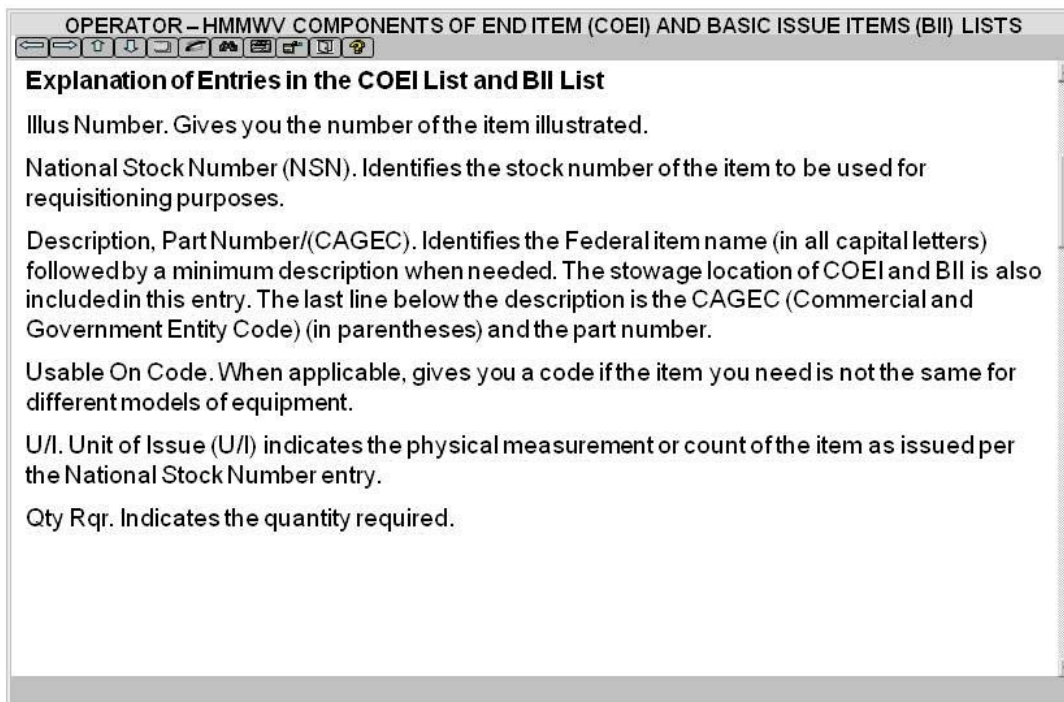 OPERATOR – HMMWV COMPONENTS OF END ITEM (COEI) AND BASIC ISSUE ITEMS (BII) LISTS
Explanation of Entries in the COEI List and BII List
Illus Number. Gives you the number of the item illustrated.
National Stock Number (NSN). Identifies the stock number of the item to be used for
requisitioning purposes.
Description, Part Number/(CAGEC). Identifies the Federal item name (in all capital letters)
followed by a minimum description when needed. The stowage location of COEI and BII is also
included in this entry. The last line below the description is the CAGEC (Commercial and
Government Entity Code) (in parentheses) and the part number.
Usable On Code. When applicable, gives you a code if the item you need is not the same for
different models of equipment.
U/I. Unit of Issue (U/I) indicates the physical measurement or count of the item as issued per
the National Stock Number entry.
Qty Rqr. Indicates the quantity required.